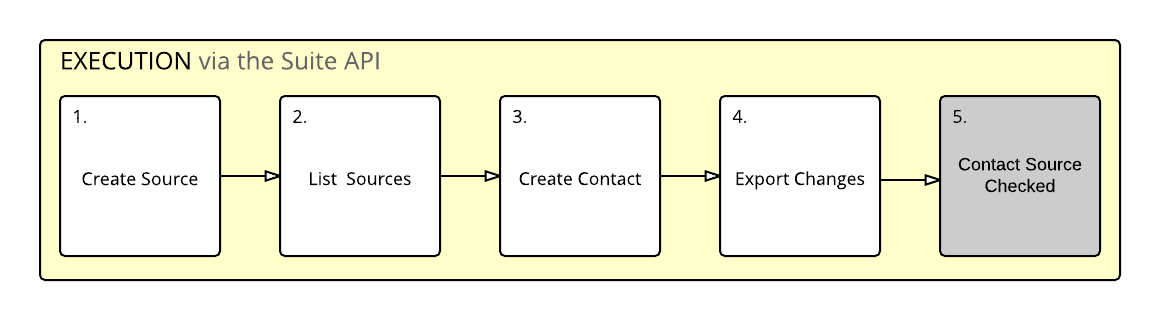 EXECUTION via the Suite API
1.
Create Source
2.
List Sources
3.
Create Contact
4.
Export Changes
5.
Contact Source
Checked